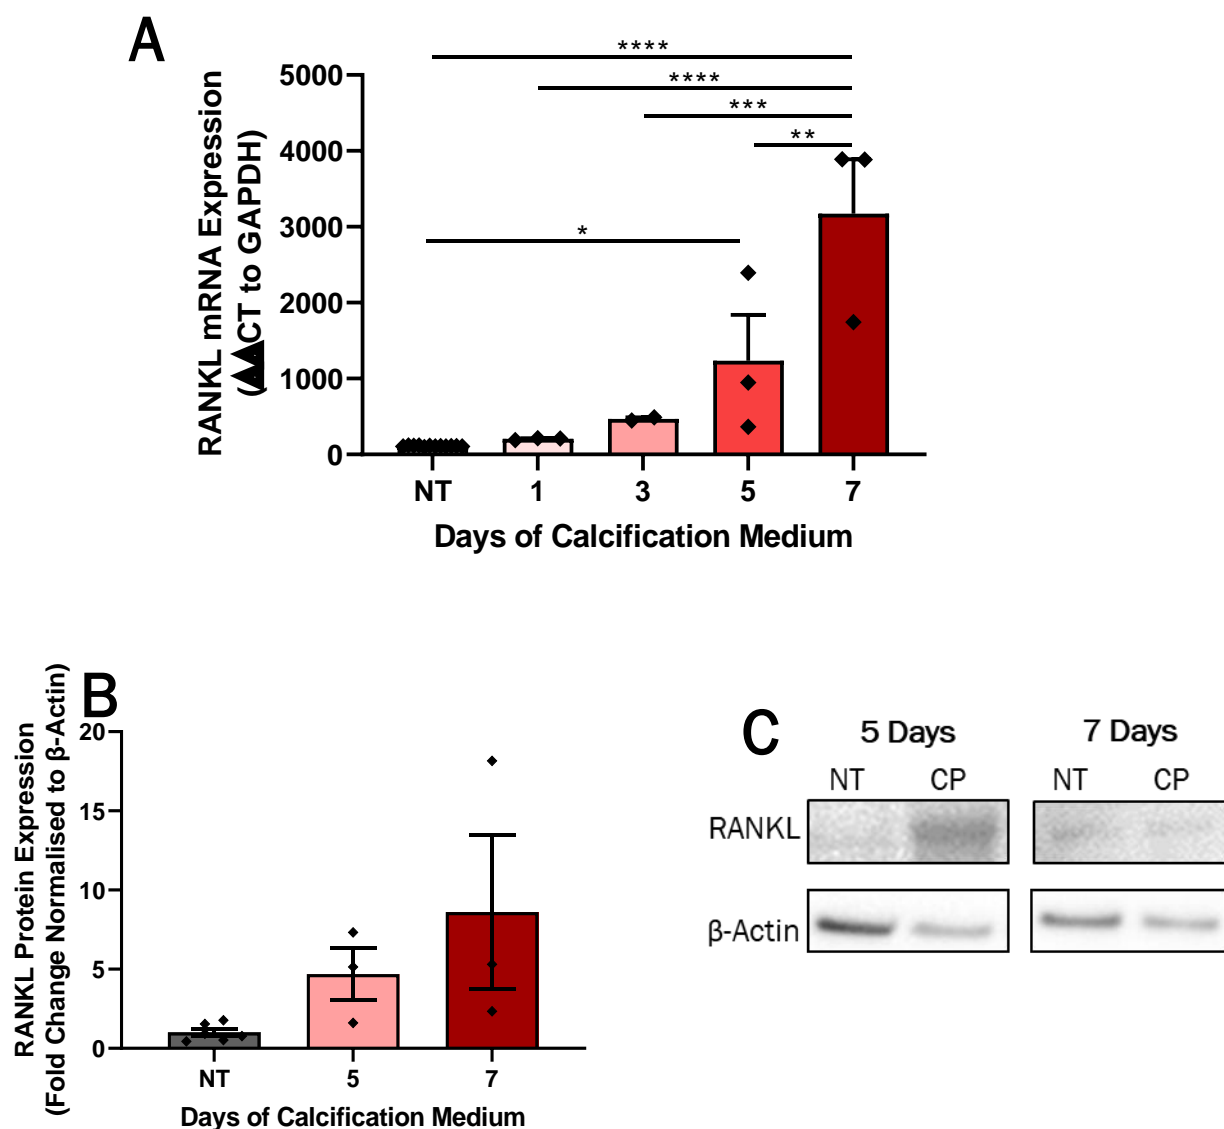 A
****
****
***
**
*
RANKL mRNA Expression
(▲▲CT to GAPDH)
5000
4000
3000
2000
1000
0
NT 1 3 5 7
Days of Calcification Medium
B
RANKL Protein Expression
(Fold Change Normalised to β-Actin)
20
15
10
5
0
NT 5 7
Days of Calcification Medium
C
5 Days 7 Days
NT CP NT CP
RANKL
β-Actin